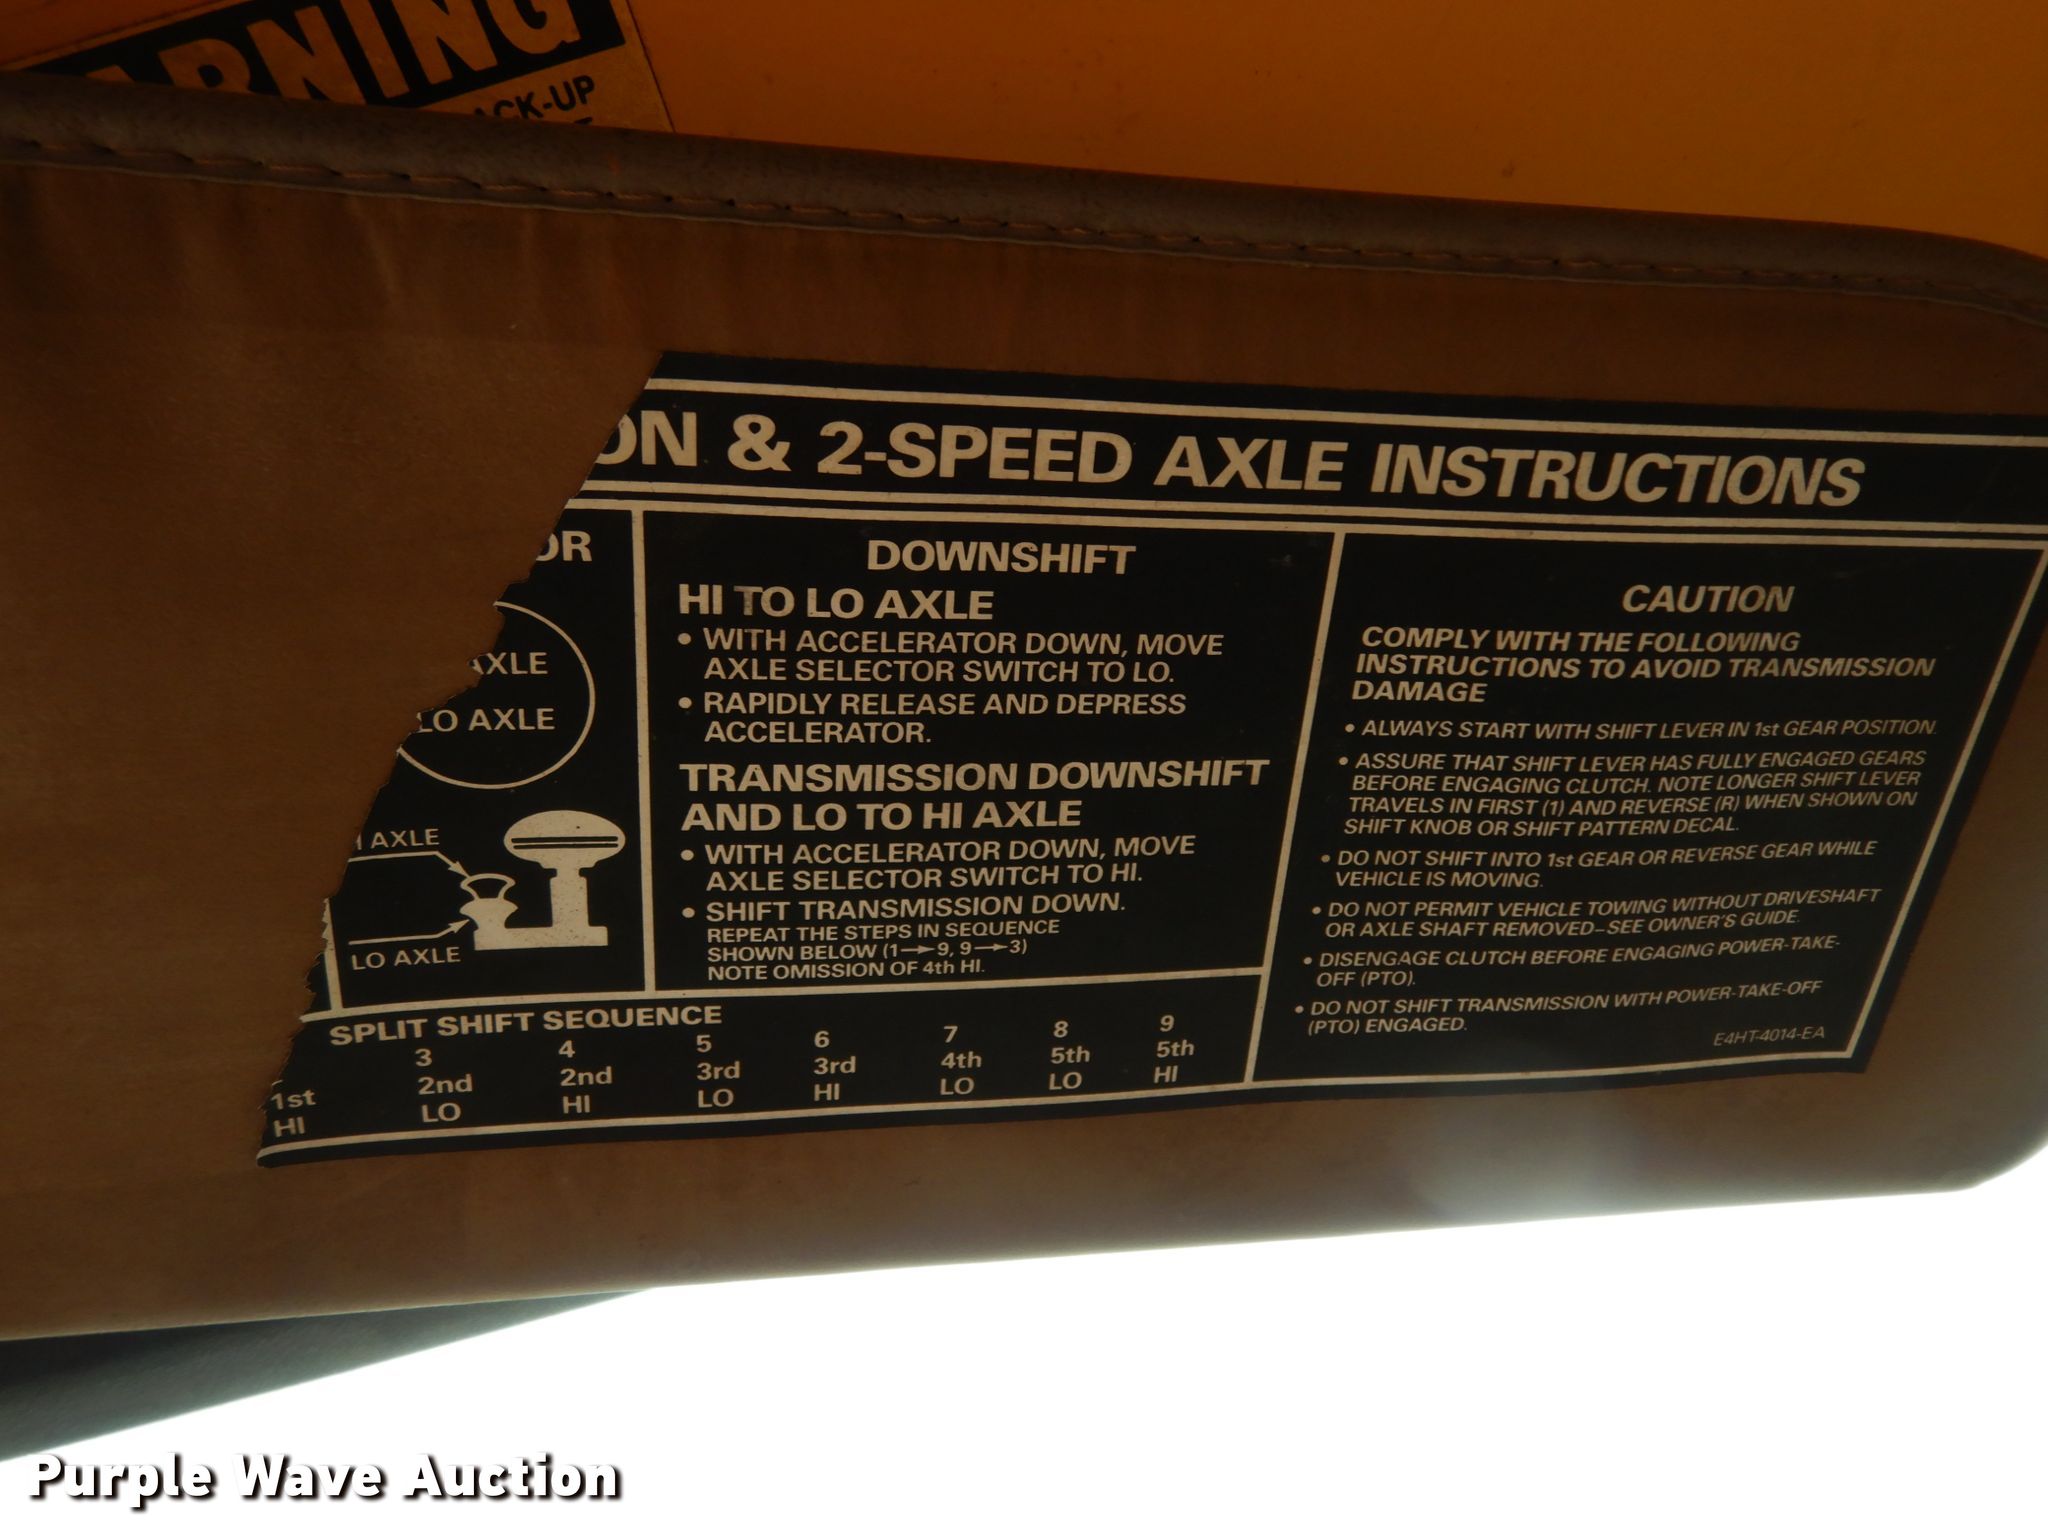 ACK-UP
& 2-SPEED AXLE INSTRUCTIONS
AXLE
LO AXLE
AXLE
LO AXLE
DOWNSHIFT
HI TO LO AXLE
• WITH ACCELERATOR DOWN, MOVE
AXLE SELECTOR SWITCH TO LO.
• RAPIDLY RELEASE AND DEPRESS
ACCELERATOR.
TRANSMISSION DOWNSHIFT
AND LO TO HI AXLE
• WITH ACCELERATOR DOWN, MOVE
AXLE SELECTOR SWITCH TO HI.
• SHIFT TRANSMISSION DOWN.
REPEAT THE STEPS IN SEQUENCE
SHOWN BELOW (1→9, 9→3)
NOTE OMISSION OF 4th HI.
CAUTION
COMPLY WITH THE FOLLOWING
INSTRUCTIONS TO AVOID TRANSMISSION
DAMAGE
• ALWAYS START WITH SHIFT LEVER IN 1st GEAR POSITION.
• ASSURE THAT SHIFT LEVER HAS FULLY ENGAGED GEARS
BEFORE ENGAGING CLUTCH. NOTE LONGER SHIFT LEVER
TRAVELS IN FIRST (1) AND REVERSE (R) WHEN SHOWN ON
SHIFT KNOB OR SHIFT PATTERN DECAL.
• DO NOT SHIFT INTO 1st GEAR OR REVERSE GEAR WHILE
VEHICLE IS MOVING.
• DO NOT PERMIT VEHICLE TOWING WITHOUT DRIVESHAFT
OR AXLE SHAFT REMOVED–SEE OWNER'S GUIDE.
• DISENGAGE CLUTCH BEFORE ENGAGING POWER-TAKE-
OFF (PTO).
• DO NOT SHIFT TRANSMISSION WITH POWER-TAKE-OFF
(PTO) ENGAGED.
E4HT-4014-EA
SPLIT SHIFT SEQUENCE
3 4 5 6 7 8 9
1st 2nd 2nd 3rd 3rd 4th 5th 5th
HI LO HI LO HI LO LO HI
Purple Wave Auction